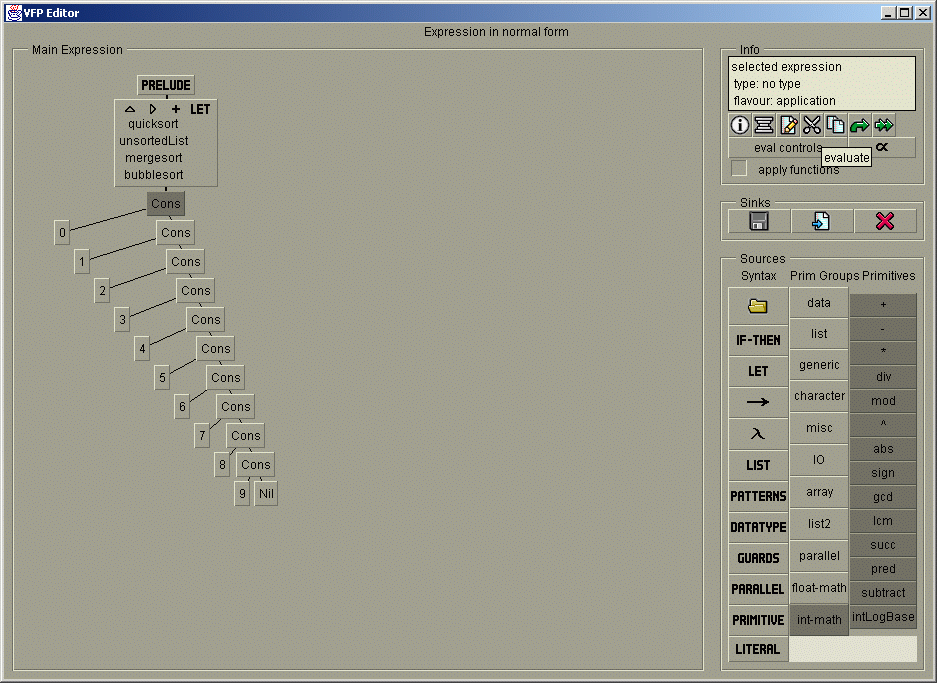 VFP Editor
Expression in normal form
Main Expression
PRELUDE
LET
quicksort
unsortedList
mergesort
bubblesort
Cons
0
Cons
1
Cons
2
Cons
3
Cons
4
Cons
5
Cons
6
Cons
7
Cons
8
Cons
9 Nil
Info
selected expression
type: no type
flavour: application
eval controls α
evaluate
apply functions
Sinks
Sources
Syntax Prim Groups Primitives
IF-THEN
LET
→
λ
LIST
PATTERNS
DATATYPE
GUARDS
PARALLEL
PRIMITIVE
LITERAL
data
list
generic
character
misc
IO
array
list2
parallel
float-math
int-math
+
-
*
div
mod
^
abs
sign
gcd
lcm
succ
pred
subtract
intLogBase